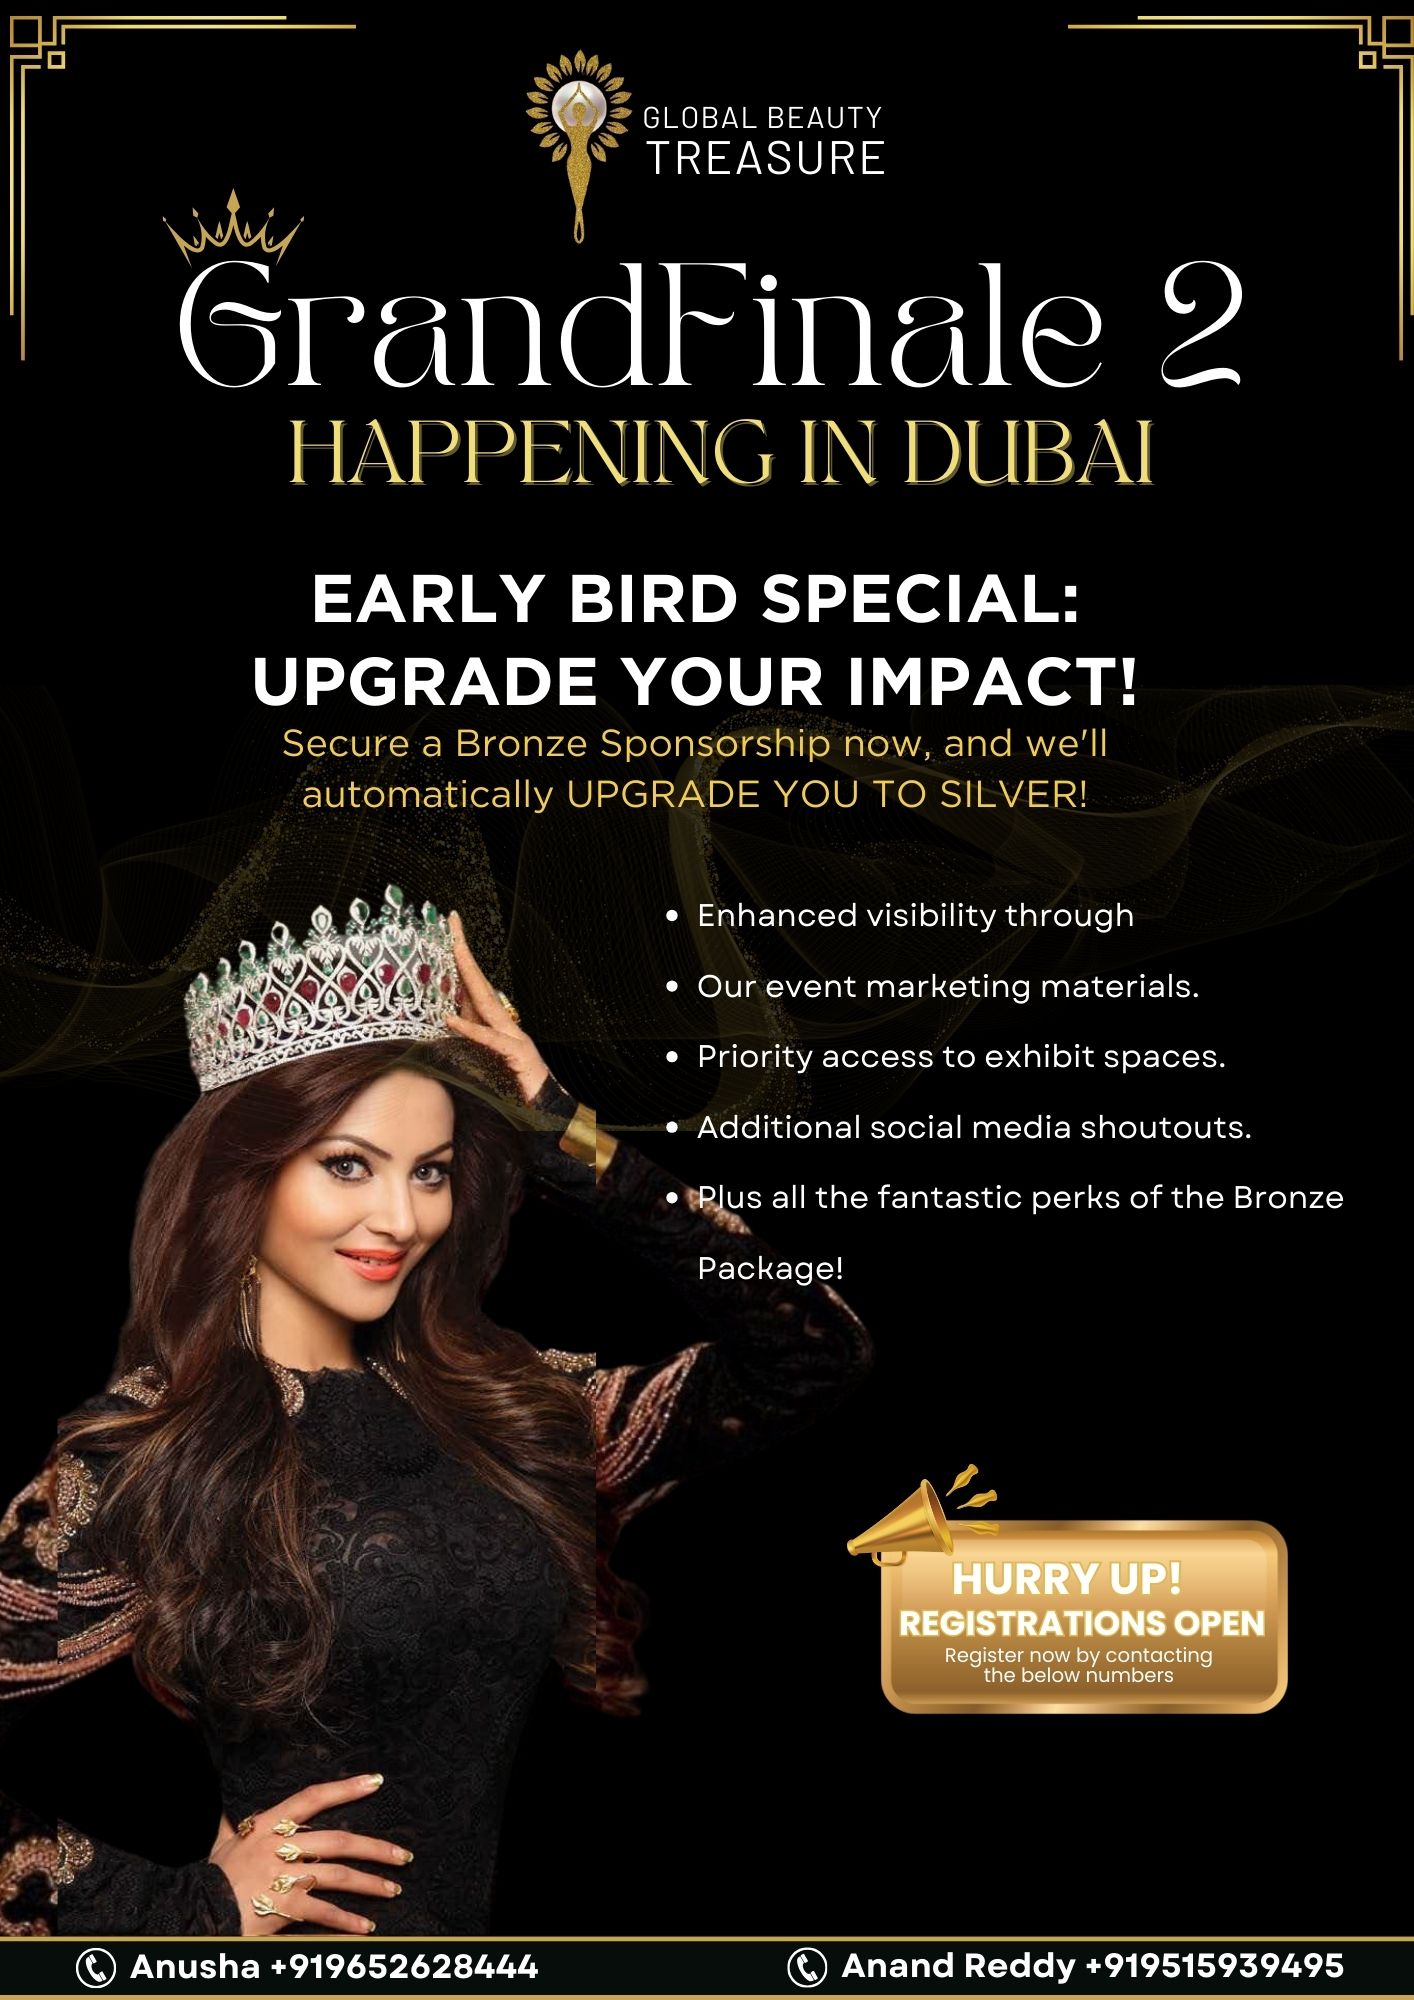 GLOBAL BEAUTY
TREASURE
GrandFinale 2
HAPPENING IN DUBAI
EARLY BIRD SPECIAL:
UPGRADE YOUR IMPACT!
Secure a Bronze Sponsorship now, and we'll
automatically UPGRADE YOU TO SILVER!
• Enhanced visibility through
• Our event marketing materials.
• Priority access to exhibit spaces.
• Additional social media shoutouts.
• Plus all the fantastic perks of the Bronze
Package!
HURRY UP!
REGISTRATIONS OPEN
Register now by contacting
the below numbers
Anusha +919652628444
Anand Reddy +919515939495